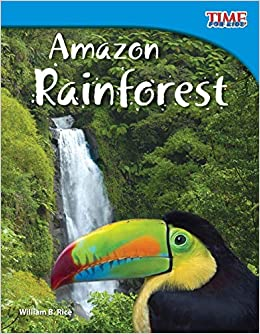 TIME
FOR KIDS
Amazon
Rainforest
William B. Rice